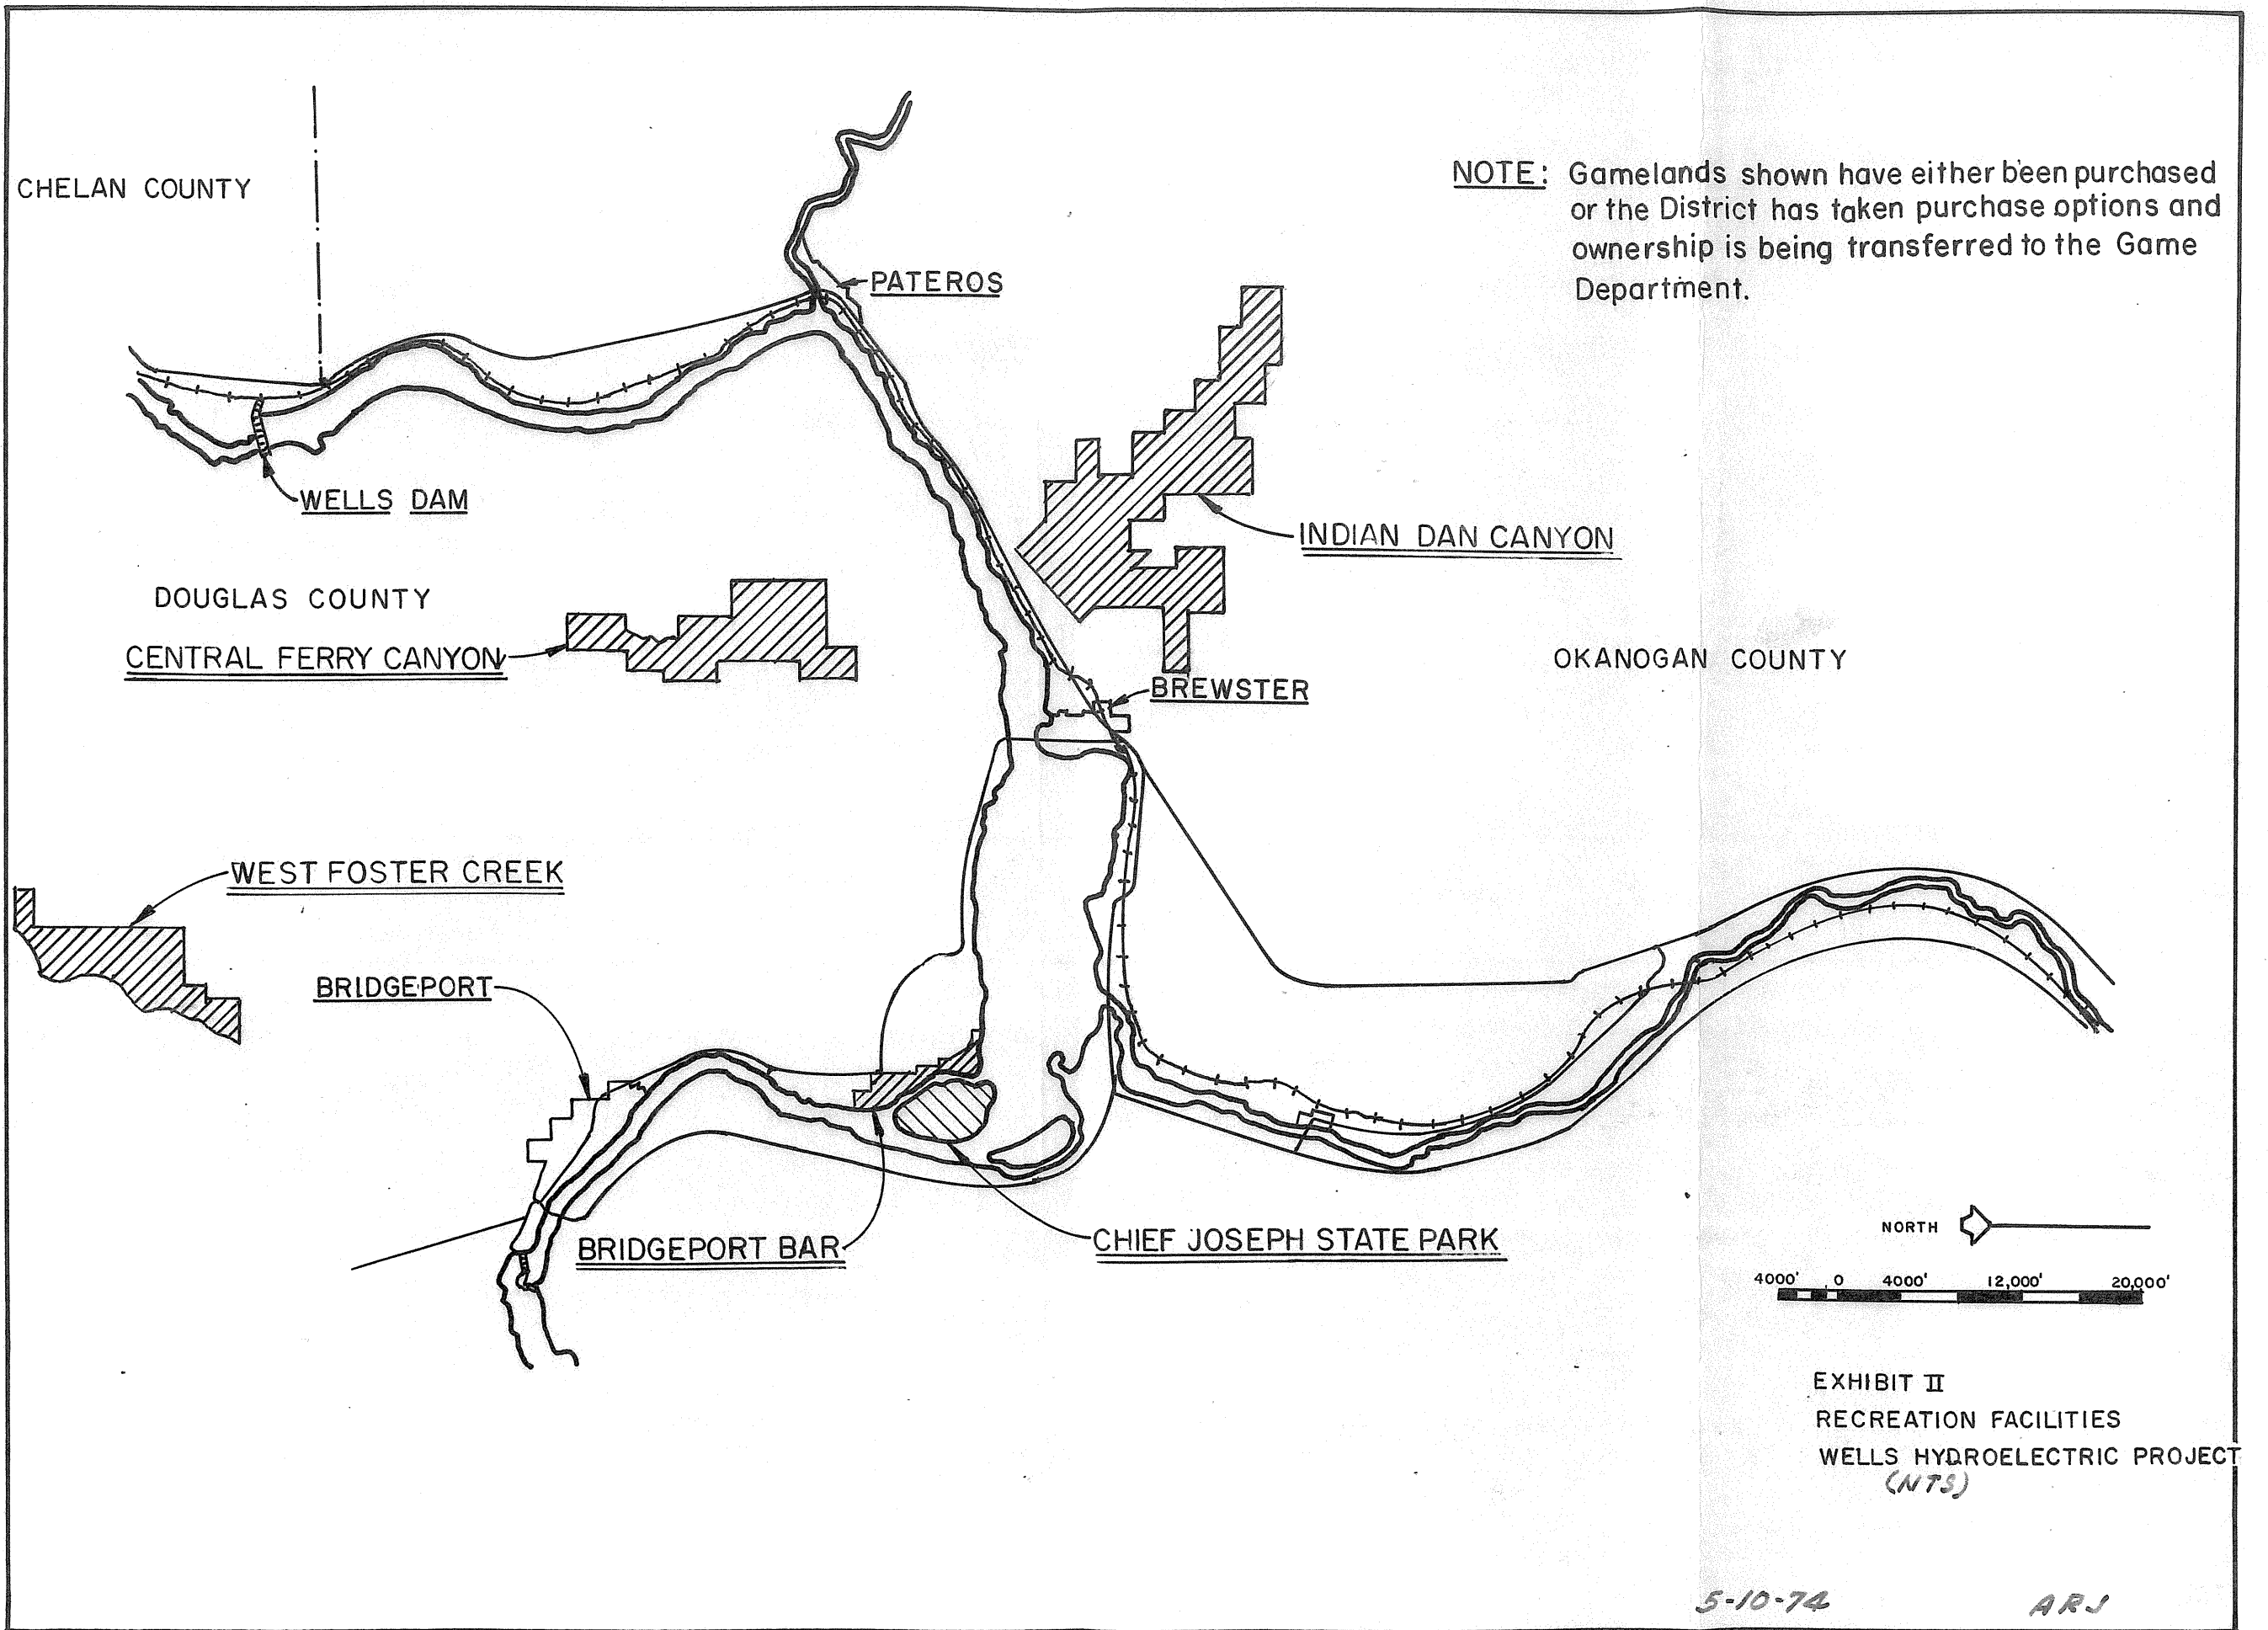 CHELAN COUNTY
NOTE: Gamelands shown have either been purchased
or the District has taken purchase options and
ownership is being transferred to the Game
Department.
PATEROS
WELLS DAM
INDIAN DAN CANYON
DOUGLAS COUNTY
CENTRAL FERRY CANYON
OKANOGAN COUNTY
BREWSTER
WEST FOSTER CREEK
BRIDGEPORT
BRIDGEPORT BAR
CHIEF JOSEPH STATE PARK
NORTH
4000' 0 4000' 12,000' 20,000'
EXHIBIT II
RECREATION FACILITIES
WELLS HYDROELECTRIC PROJECT
(NTS)
5-10-74 ARJ